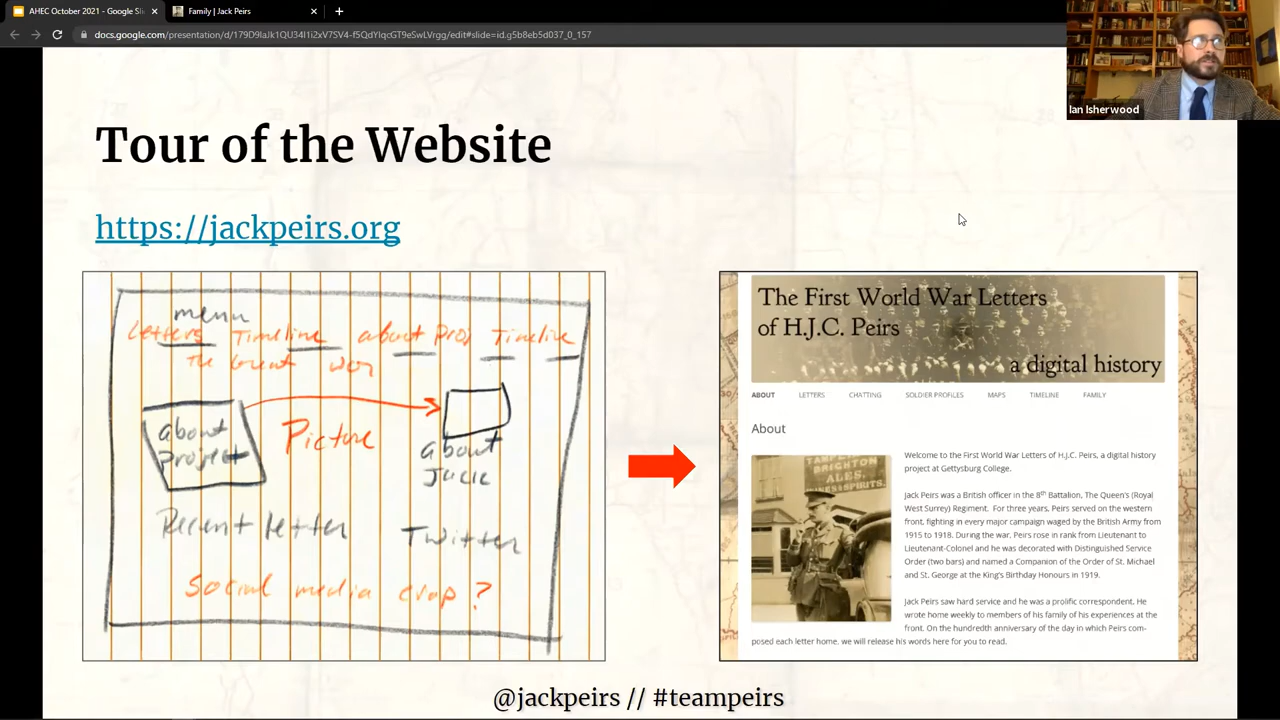 AHEC October 2021 - Google Sli
Family | Jack Peirs
docs.google.com/presentation/d/179D9IaJk1QU34I1i2xV7SV4-f5QdYIqcGT9eSwLVrgg/edit#slide=id.g5b8eb5d037_0_157
Ian Isherwood
Tour of the Website
https://jackpeirs.org
menu
Letters Timeline about Proj Timeline
the Great War
about
project
Picture
about
Jack
Recent letter Twitter
Social media crap?
The First World War Letters
of H.J.C. Peirs
a digital history
ABOUT LETTERS CHATTING SOLDIER PROFILES MAPS TIMELINE FAMILY
About
TAMPLI
BRIGHTON
ALES.
WINES & SPIRITS.
Welcome to the First World War Letters of H.J.C. Peirs, a digital history
project at Gettysburg College.
Jack Peirs was a British officer in the 8th Battalion, The Queen's (Royal
West Surrey) Regiment. For three years, Peirs served on the western
front, fighting in every major campaign waged by the British Army from
1915 to 1918. During the war, Peirs rose in rank from Lieutenant to
Lieutenant-Colonel and he was decorated with Distinguished Service
Order (two bars) and named a Companion of the Order of St. Michael
and St. George at the King's Birthday Honours in 1919.
Jack Peirs saw hard service and he was a prolific correspondent. He
wrote home weekly to members of his family of his experiences at the
front. On the hundredth anniversary of the day in which Peirs com-
posed each letter home, we will release his words here for you to read.
@jackpeirs // #teampeirs